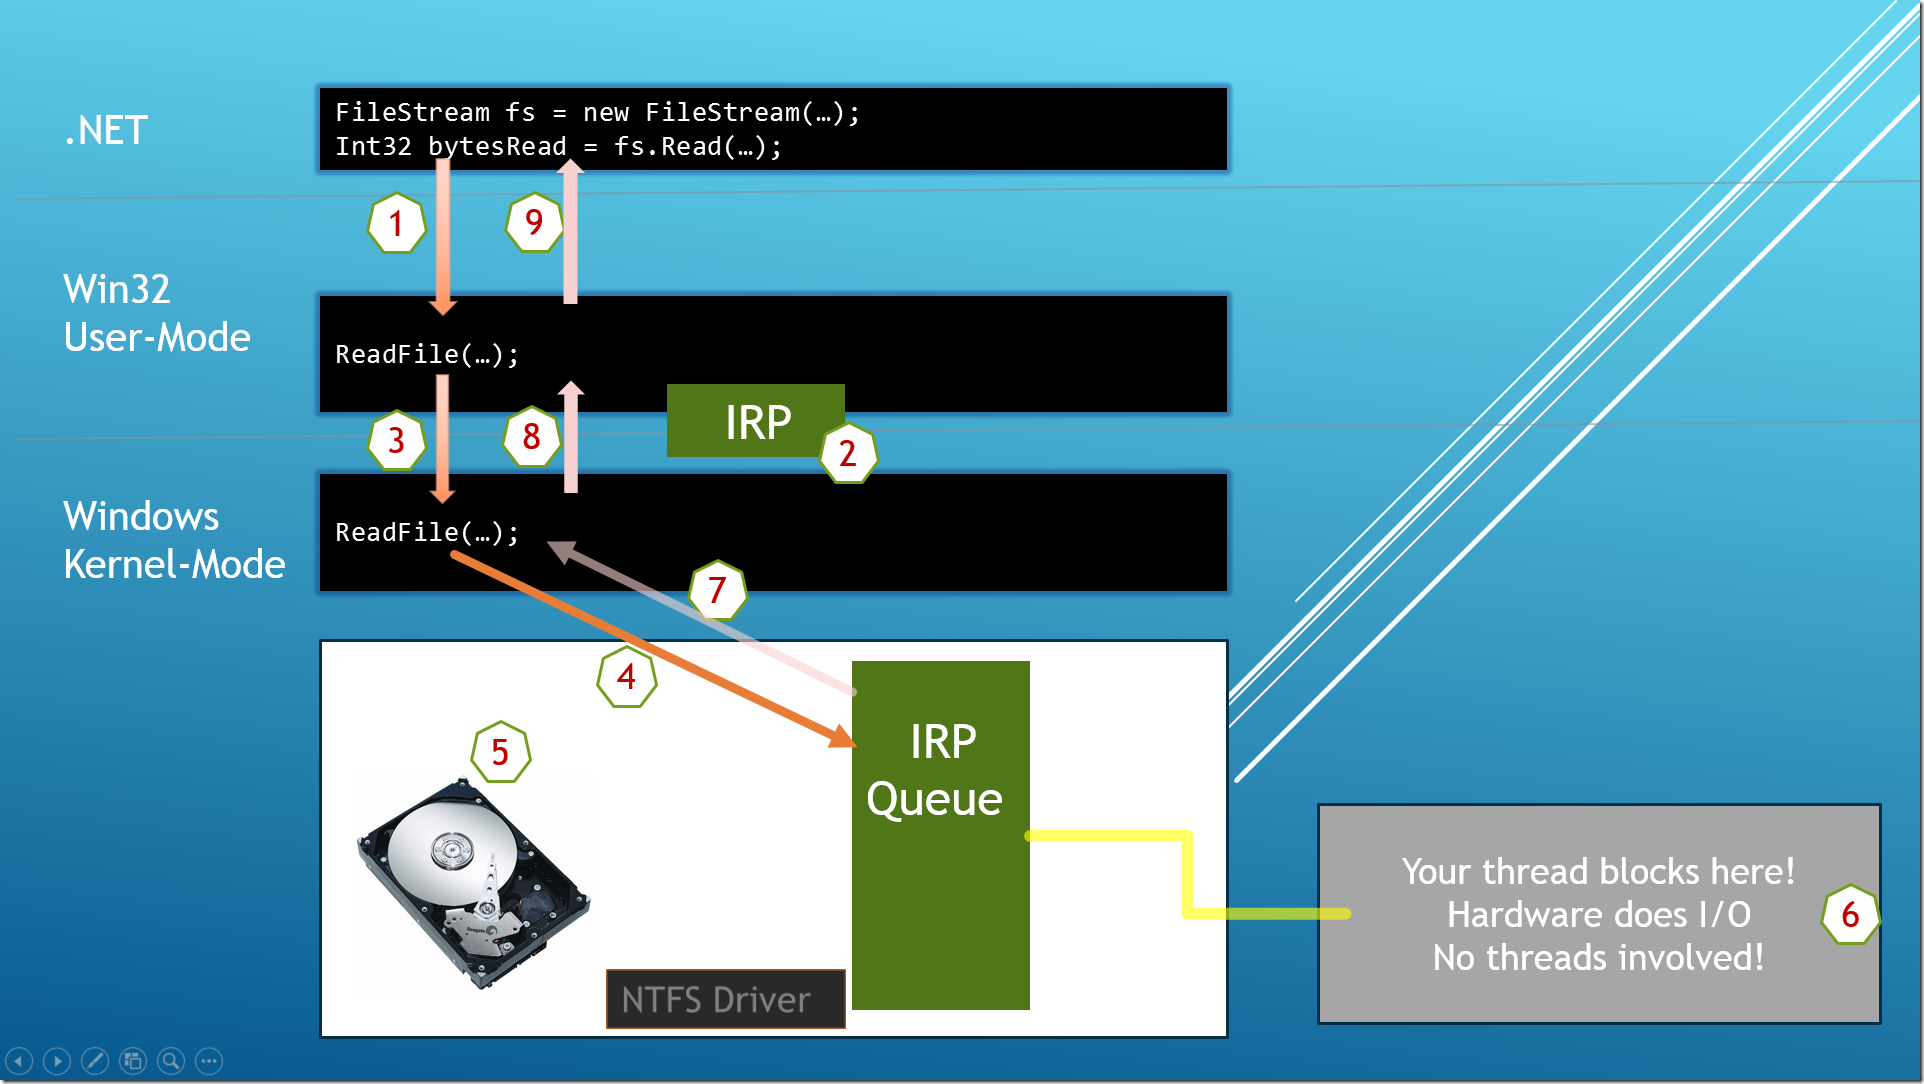 .NET
FileStream fs = new FileStream(…);
Int32 bytesRead = fs.Read(…);
1
9
Win32
User-Mode
ReadFile(…);
IRP
2
3
8
Windows
Kernel-Mode
ReadFile(…);
7
4
5
IRP
Queue
Seagate
NTFS Driver
Your thread blocks here!
Hardware does I/O
No threads involved!
6